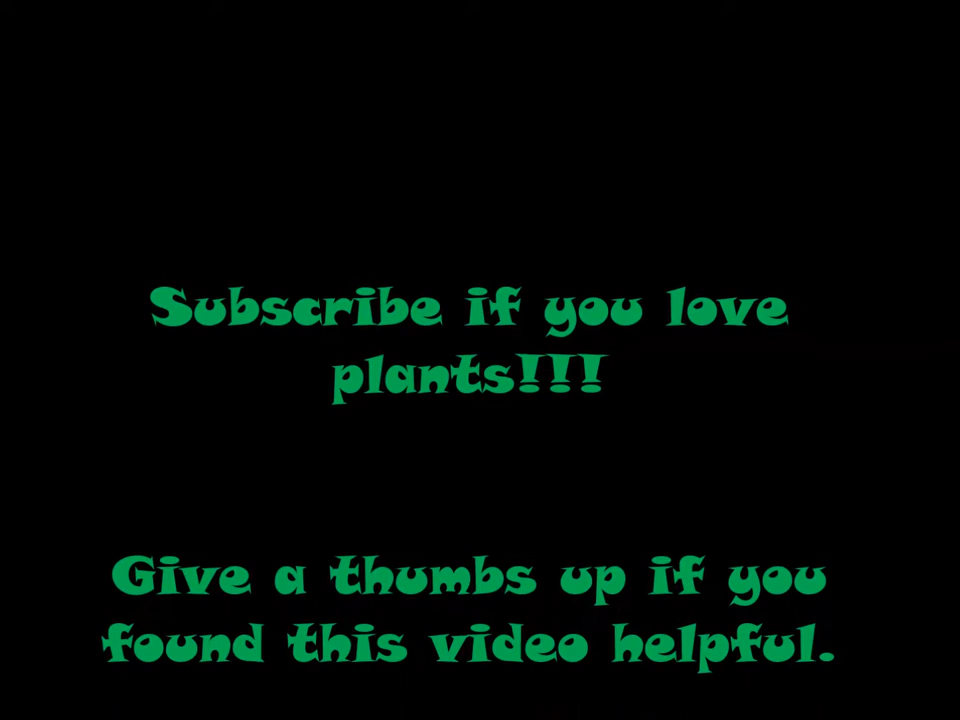 Subscribe if you love
plants!!!
Give a thumbs up if you
found this video helpful.